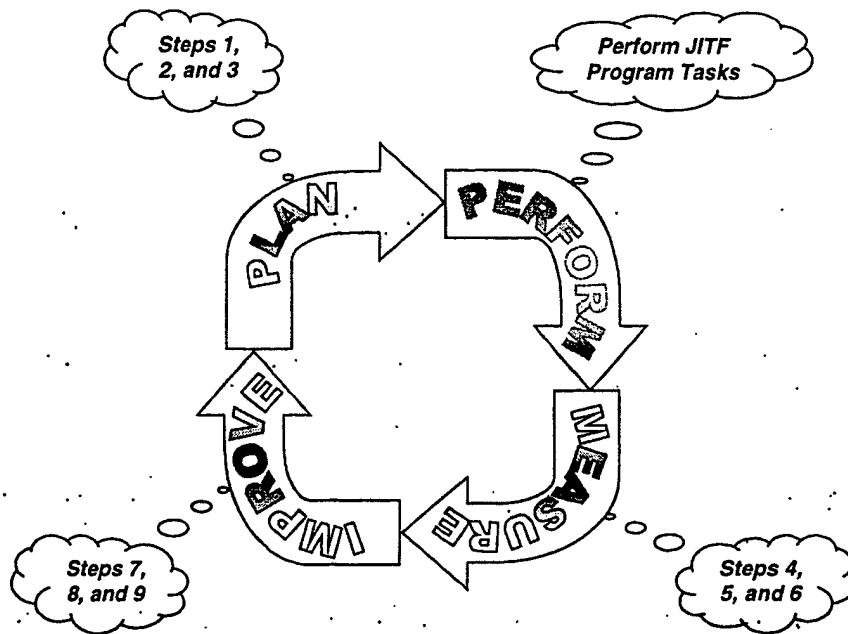 Steps 1,
2, and 3
Perform JITF
Program Tasks
PLAN
PERFORM
MEASURE
IMPROVE
Steps 7,
8, and 9
Steps 4,
5, and 6